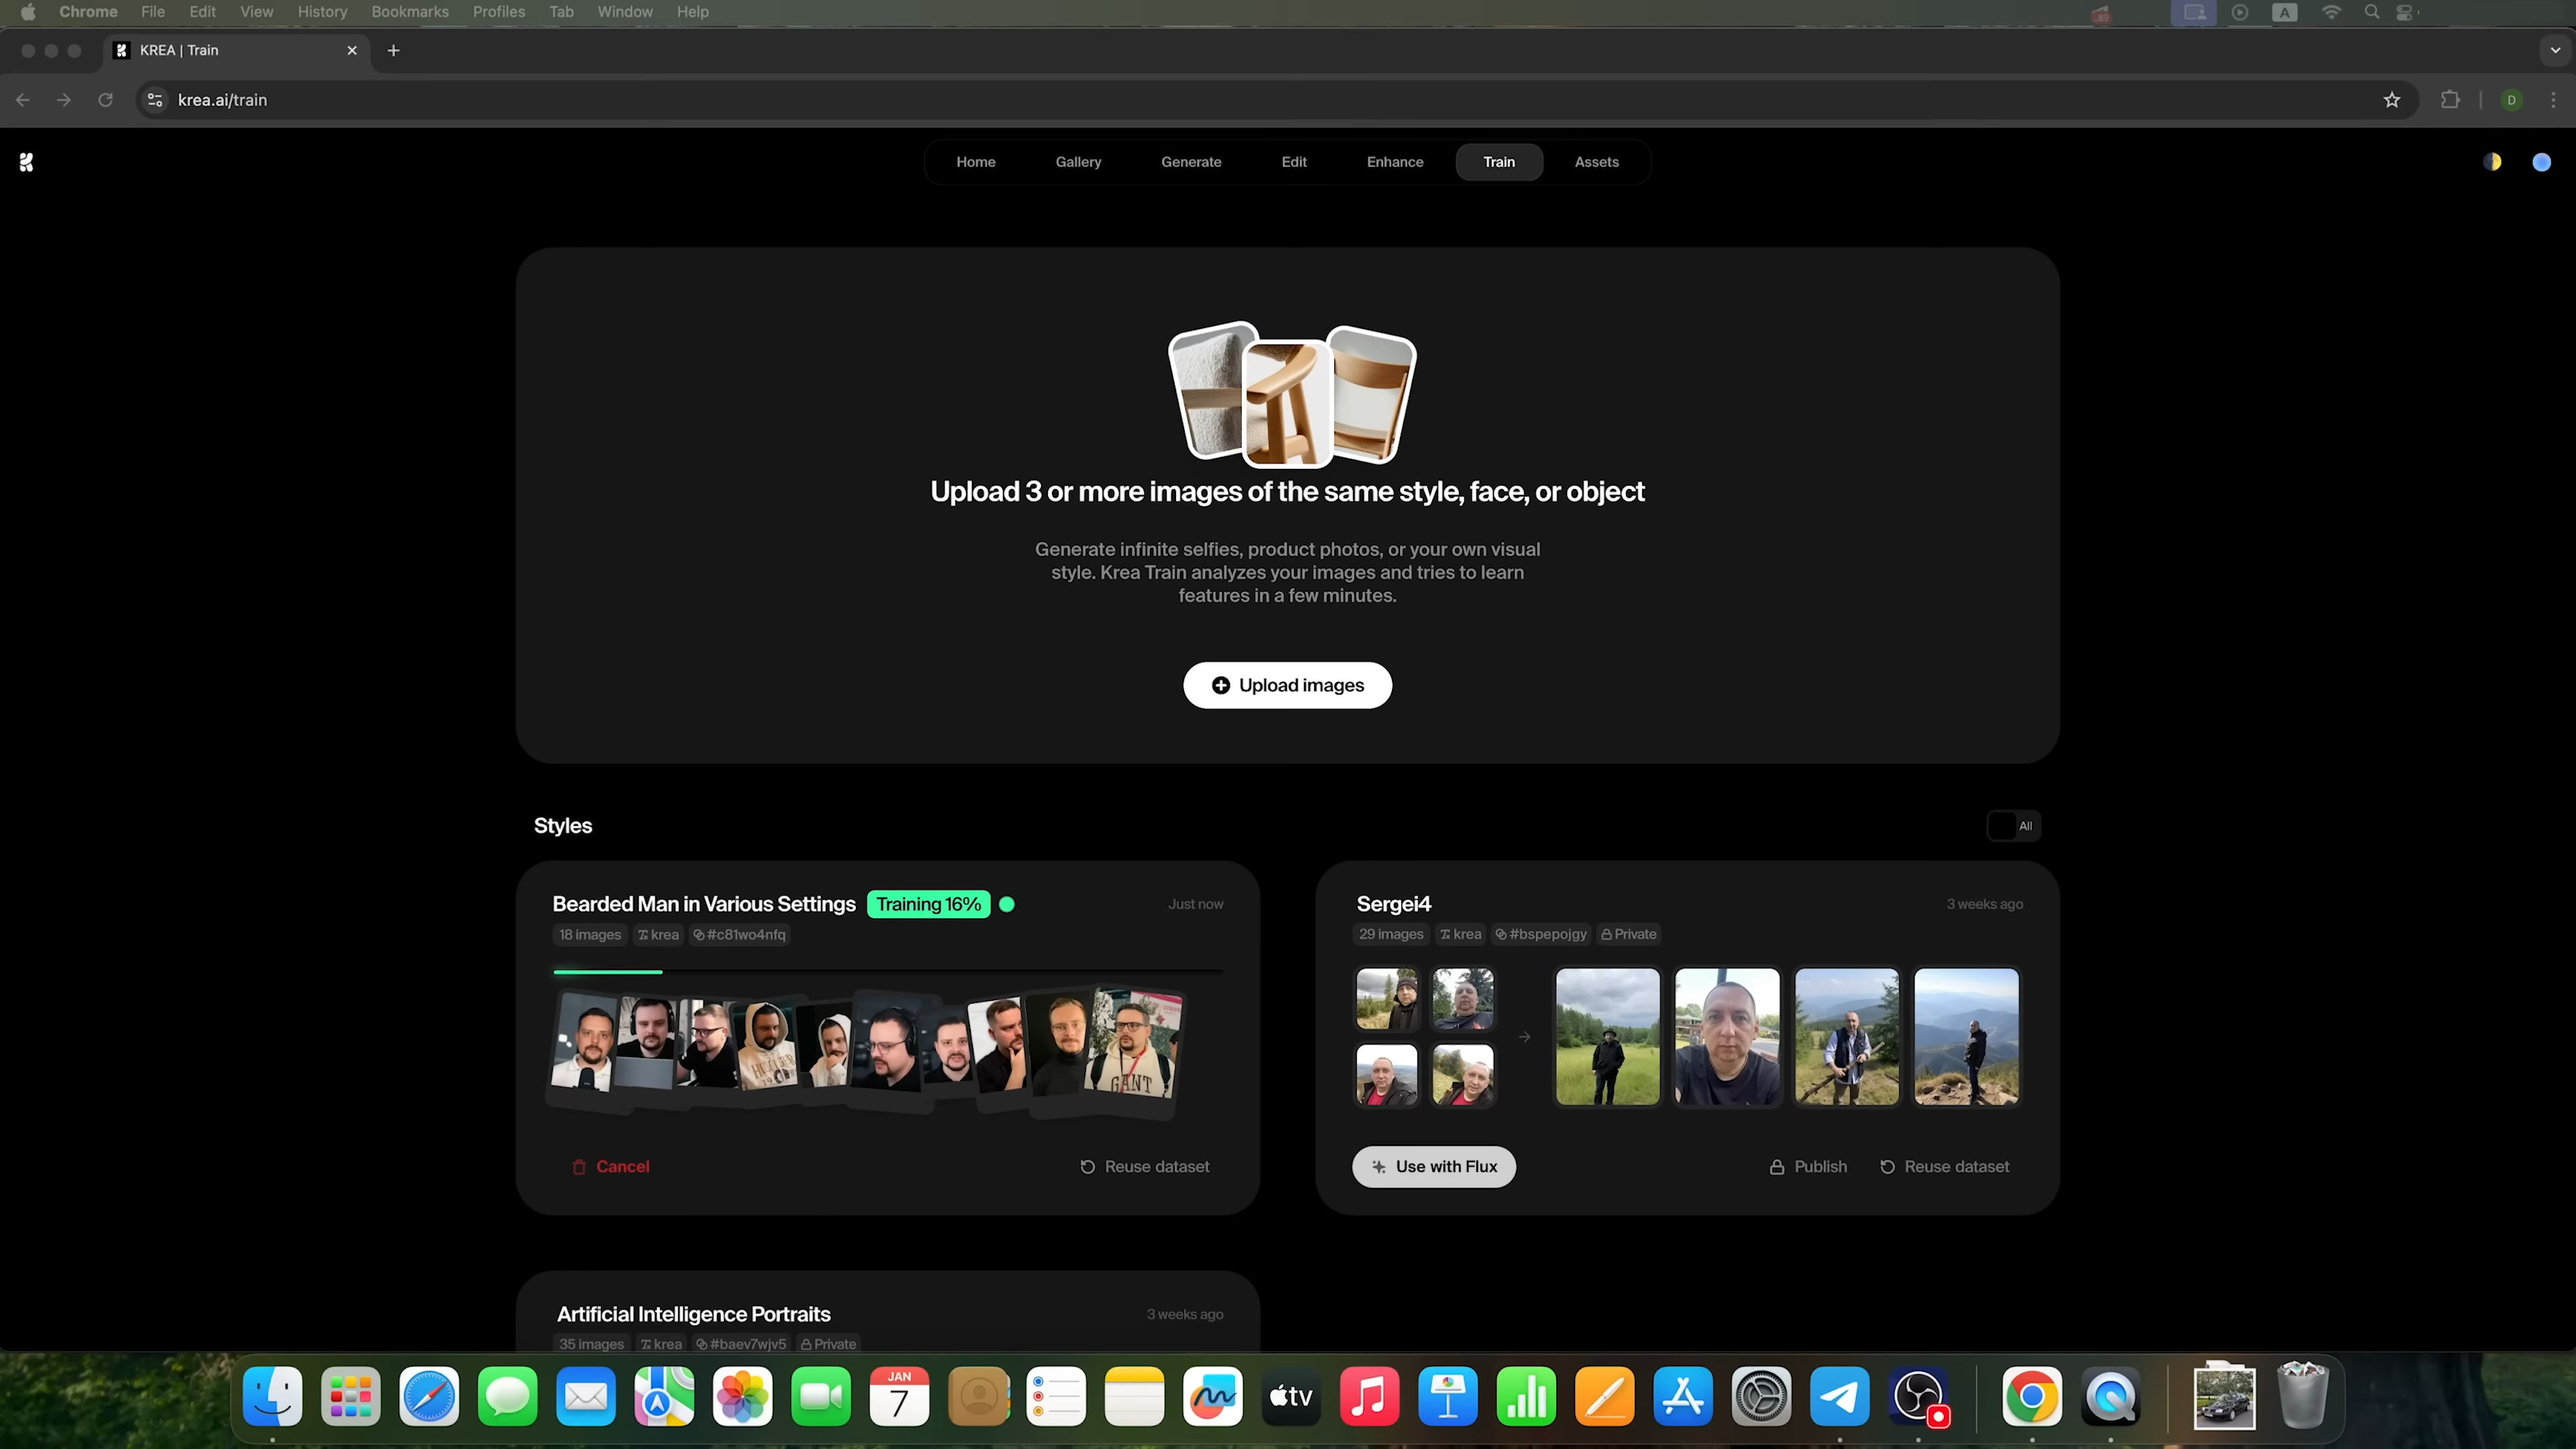 Chrome File Edit View History Bookmarks Profiles Tab Window Help
89
A
KREA | Train
krea.ai/train
D
Home Gallery Generate Edit Enhance Train Assets
Upload 3 or more images of the same style, face, or object
Generate infinite selfies, product photos, or your own visual
style. Krea Train analyzes your images and tries to learn
features in a few minutes.
Upload images
Styles
All
Bearded Man in Various Settings Training 16% Just now
18 images krea #c81wo4nfq
GANT
Cancel Reuse dataset
Sergei4 3 weeks ago
29 images krea #bspepojgy Private
Use with Flux Publish Reuse dataset
Artificial Intelligence Portraits 3 weeks ago
35 images krea #baev7wjv5 Private
JAN
7
tv